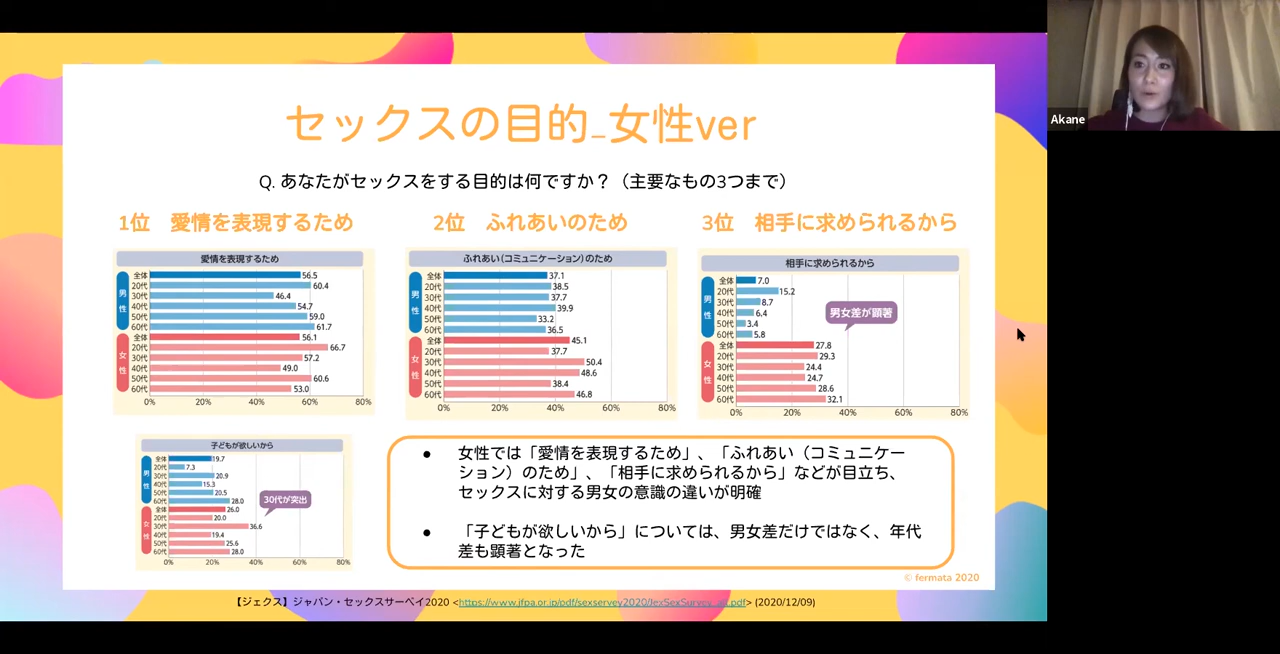 Akane
セックスの目的_女性ver
Q. あなたがセックスをする目的は何ですか？（主要なもの3つまで）
1位　愛情を表現するため
2位　ふれあいのため
3位　相手に求められるから
愛情を表現するため
男性
全体 56.5
20代 60.4
30代 46.4
40代 54.7
50代 59.0
60代 61.7
女性
全体 56.1
20代 66.7
30代 57.2
40代 49.0
50代 60.6
60代 53.0
0% 20% 40% 60% 80%
ふれあい（コミュニケーション）のため
男性
全体 37.1
20代 38.5
30代 37.7
40代 39.9
50代 33.2
60代 36.5
女性
全体 45.1
20代 37.7
30代 50.4
40代 48.6
50代 38.4
60代 46.8
0% 20% 40% 60% 80%
相手に求められるから
男性
全体 7.0
20代 15.2
30代 8.7
40代 6.4
50代 3.4
60代 5.8
男女差が顕著
女性
全体 27.8
20代 29.3
30代 24.4
40代 24.7
50代 28.6
60代 32.1
0% 20% 40% 60% 80%
子どもが欲しいから
男性
全体 19.7
20代 7.3
30代 20.9
40代 15.3
50代 20.5
60代 28.0
30代が突出
女性
全体 26.0
20代 20.0
30代 36.6
40代 19.4
50代 25.6
60代 28.0
0% 20% 40% 60% 80%
● 女性では「愛情を表現するため」、「ふれあい（コミュニケー
ション）のため」、「相手に求められるから」などが目立ち、
セックスに対する男女の意識の違いが明確
● 「子どもが欲しいから」については、男女差だけではなく、年代
差も顕著となった
© fermata 2020
【ジェクス】ジャパン・セックスサーベイ2020 <https://www.jfpa.or.jp/pdf/sexservey2020/JexSexSurvey_all.pdf> (2020/12/09)